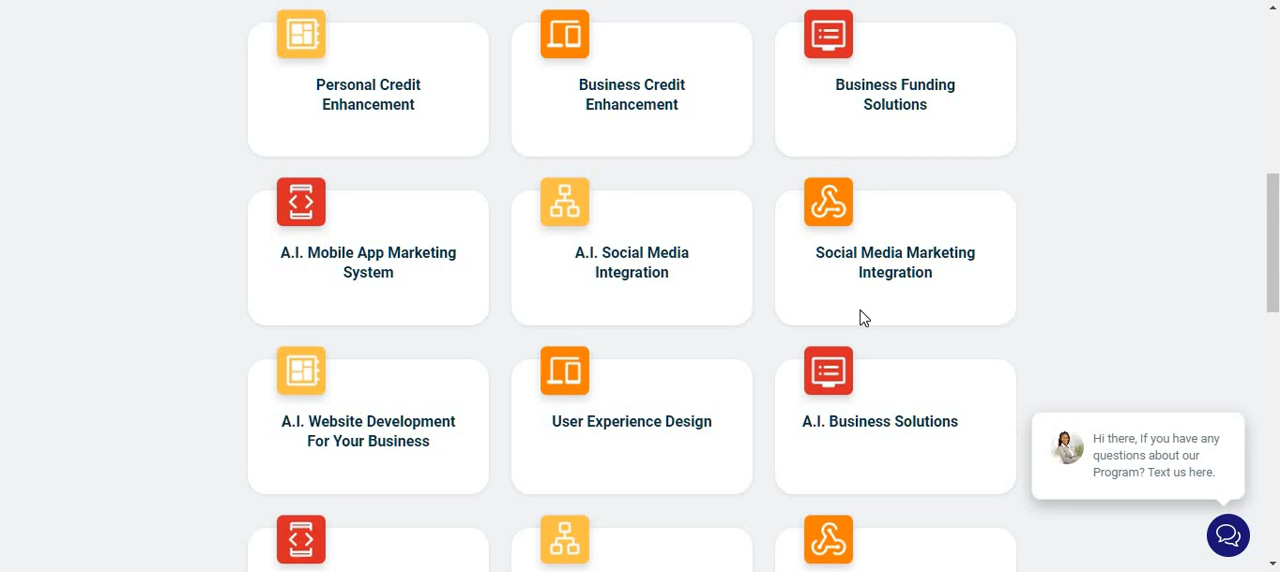 Personal Credit
Enhancement
Business Credit
Enhancement
Business Funding
Solutions
A.I. Mobile App Marketing
System
A.I. Social Media
Integration
Social Media Marketing
Integration
A.I. Website Development
For Your Business
User Experience Design
A.I. Business Solutions
Hi there, If you have any
questions about our
Program? Text us here.